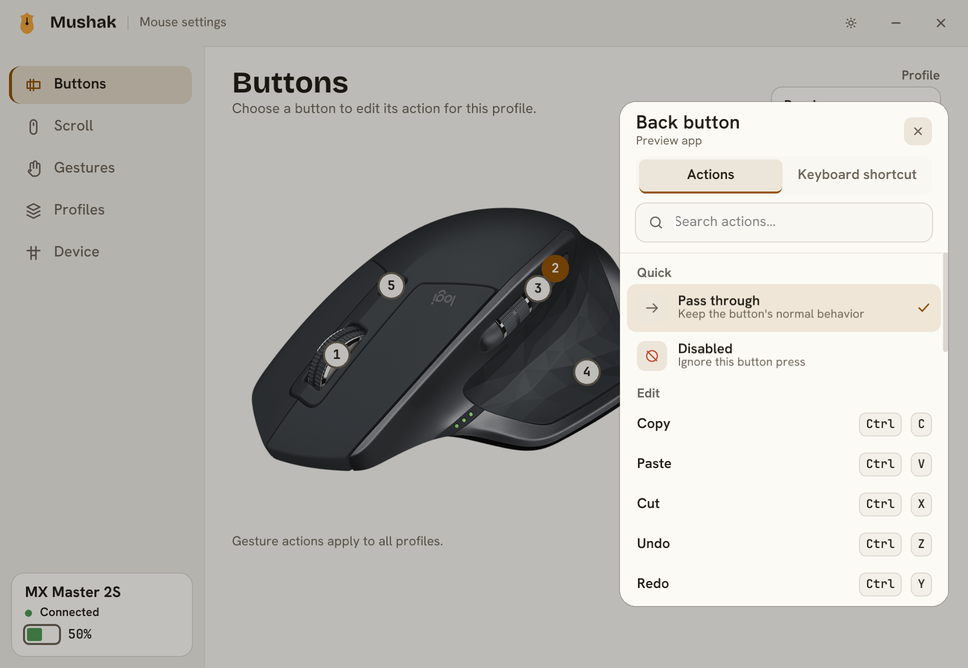 Mushak
Mouse settings
Buttons
Scroll
Gestures
Profiles
Device
MX Master 2S
Connected
50%
Buttons
Choose a button to edit its action for this profile.
Profile
5
logi
2
3
1
4
Gesture actions apply to all profiles.
Back button
Preview app
Actions
Keyboard shortcut
Search actions...
Quick
Pass through
Keep the button's normal behavior
Disabled
Ignore this button press
Edit
Copy Ctrl C
Paste Ctrl V
Cut Ctrl X
Undo Ctrl Z
Redo Ctrl Y